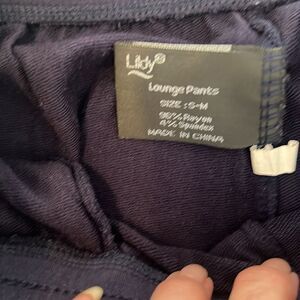 Lildy®
Lounge Pants
SIZE : S-M
96% Rayon
4% Spandex
MADE IN CHINA